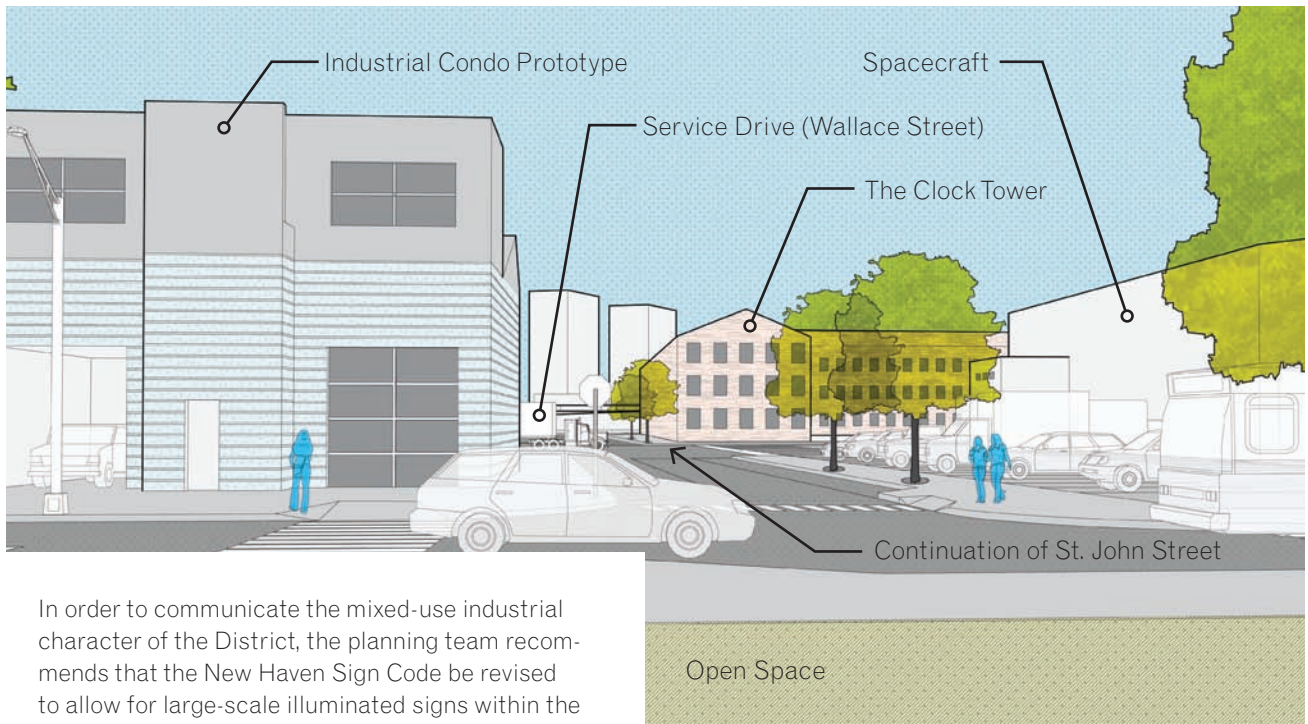 Industrial Condo Prototype
Spacecraft
Service Drive (Wallace Street)
The Clock Tower
Continuation of St. John Street
In order to communicate the mixed-use industrial
character of the District, the planning team recom-
mends that the New Haven Sign Code be revised
to allow for large-scale illuminated signs within the
Open Space